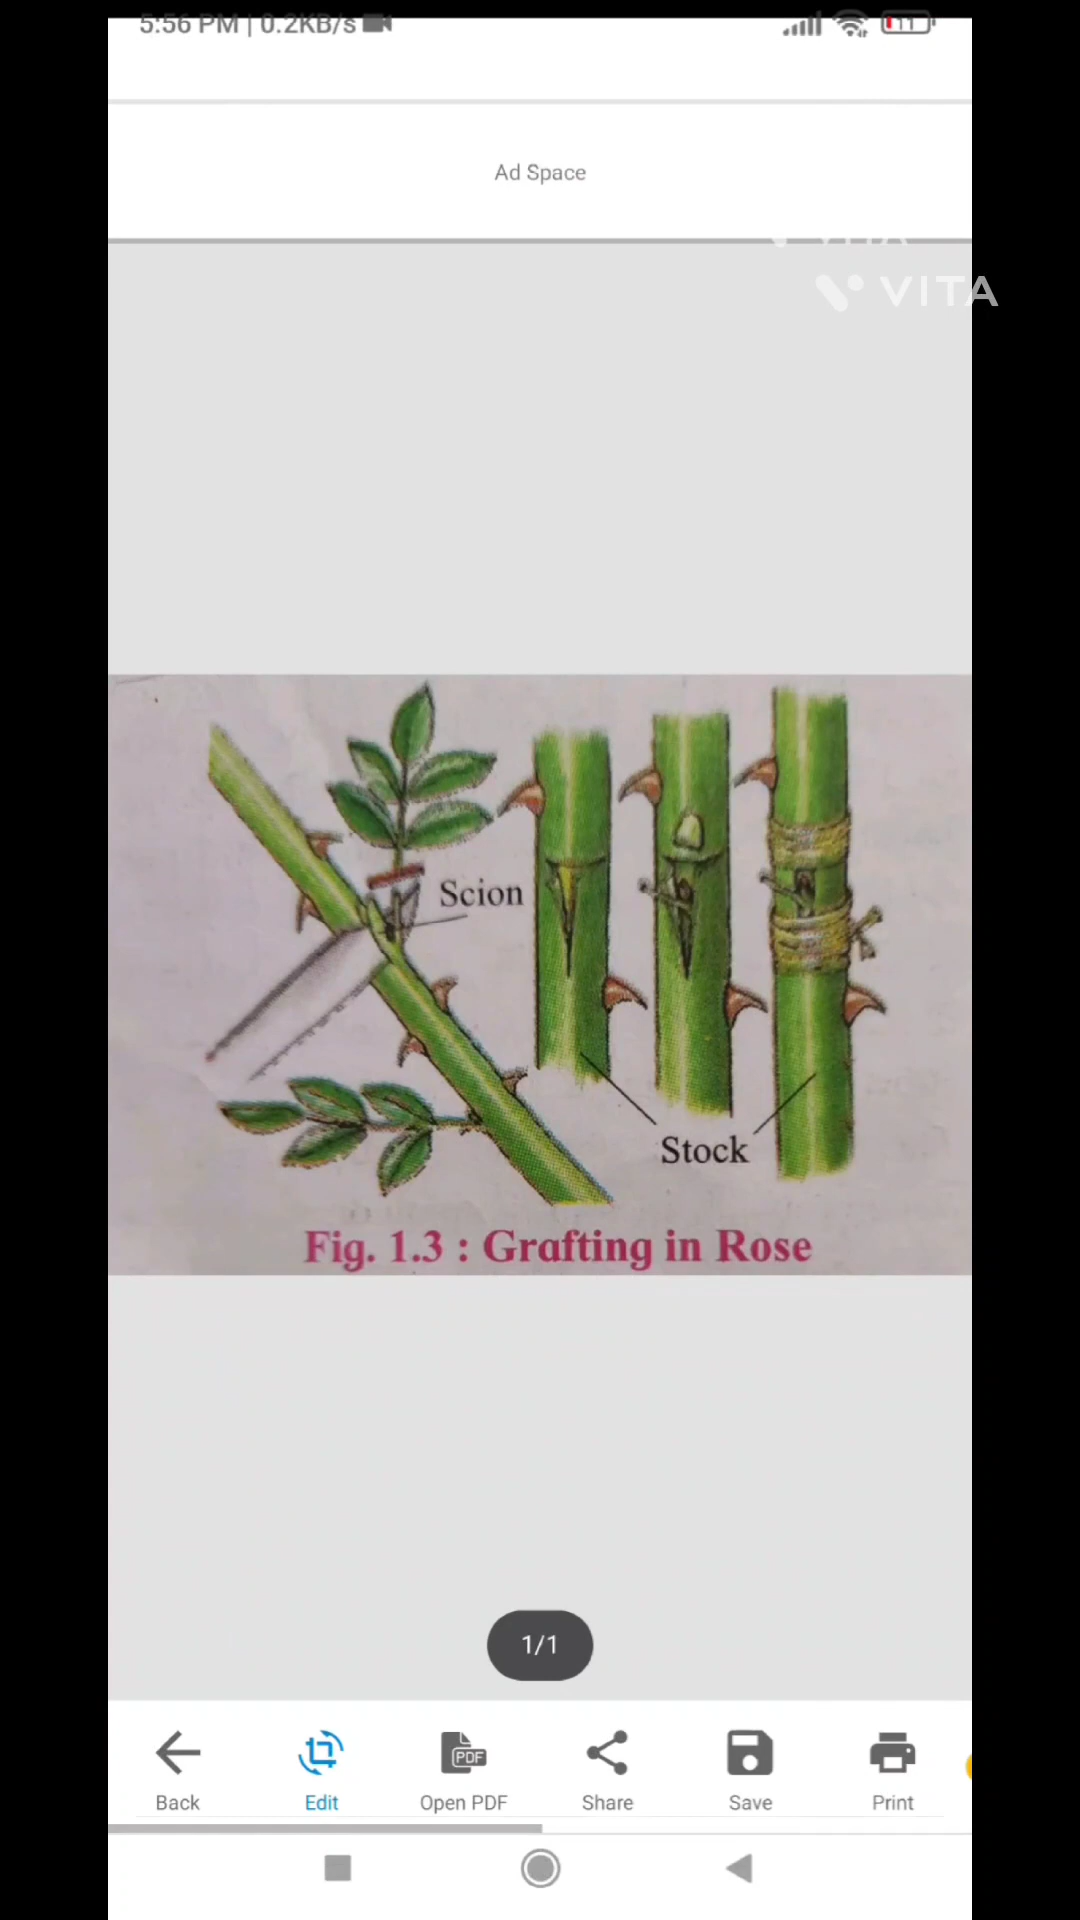 5:56 PM | 0.2KB/s
11
Ad Space
VITA
Scion
Stock
Fig. 1.3 : Grafting in Rose
1/1
PDF
Back
Edit
Open PDF
Share
Save
Print